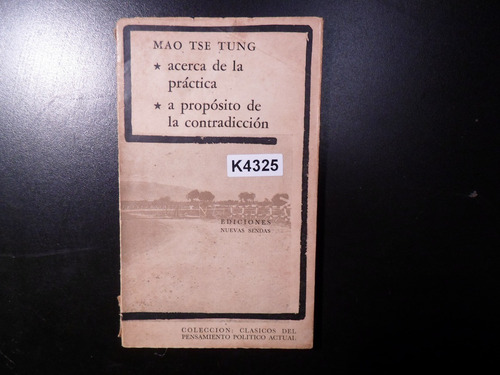 MAO TSE TUNG
★ acerca de la
práctica
★ a propósito de
la contradicción
K4325
EDICIONES
NUEVAS SENDAS
COLECCION: CLASICOS DEL
PENSAMIENTO POLITICO ACTUAL